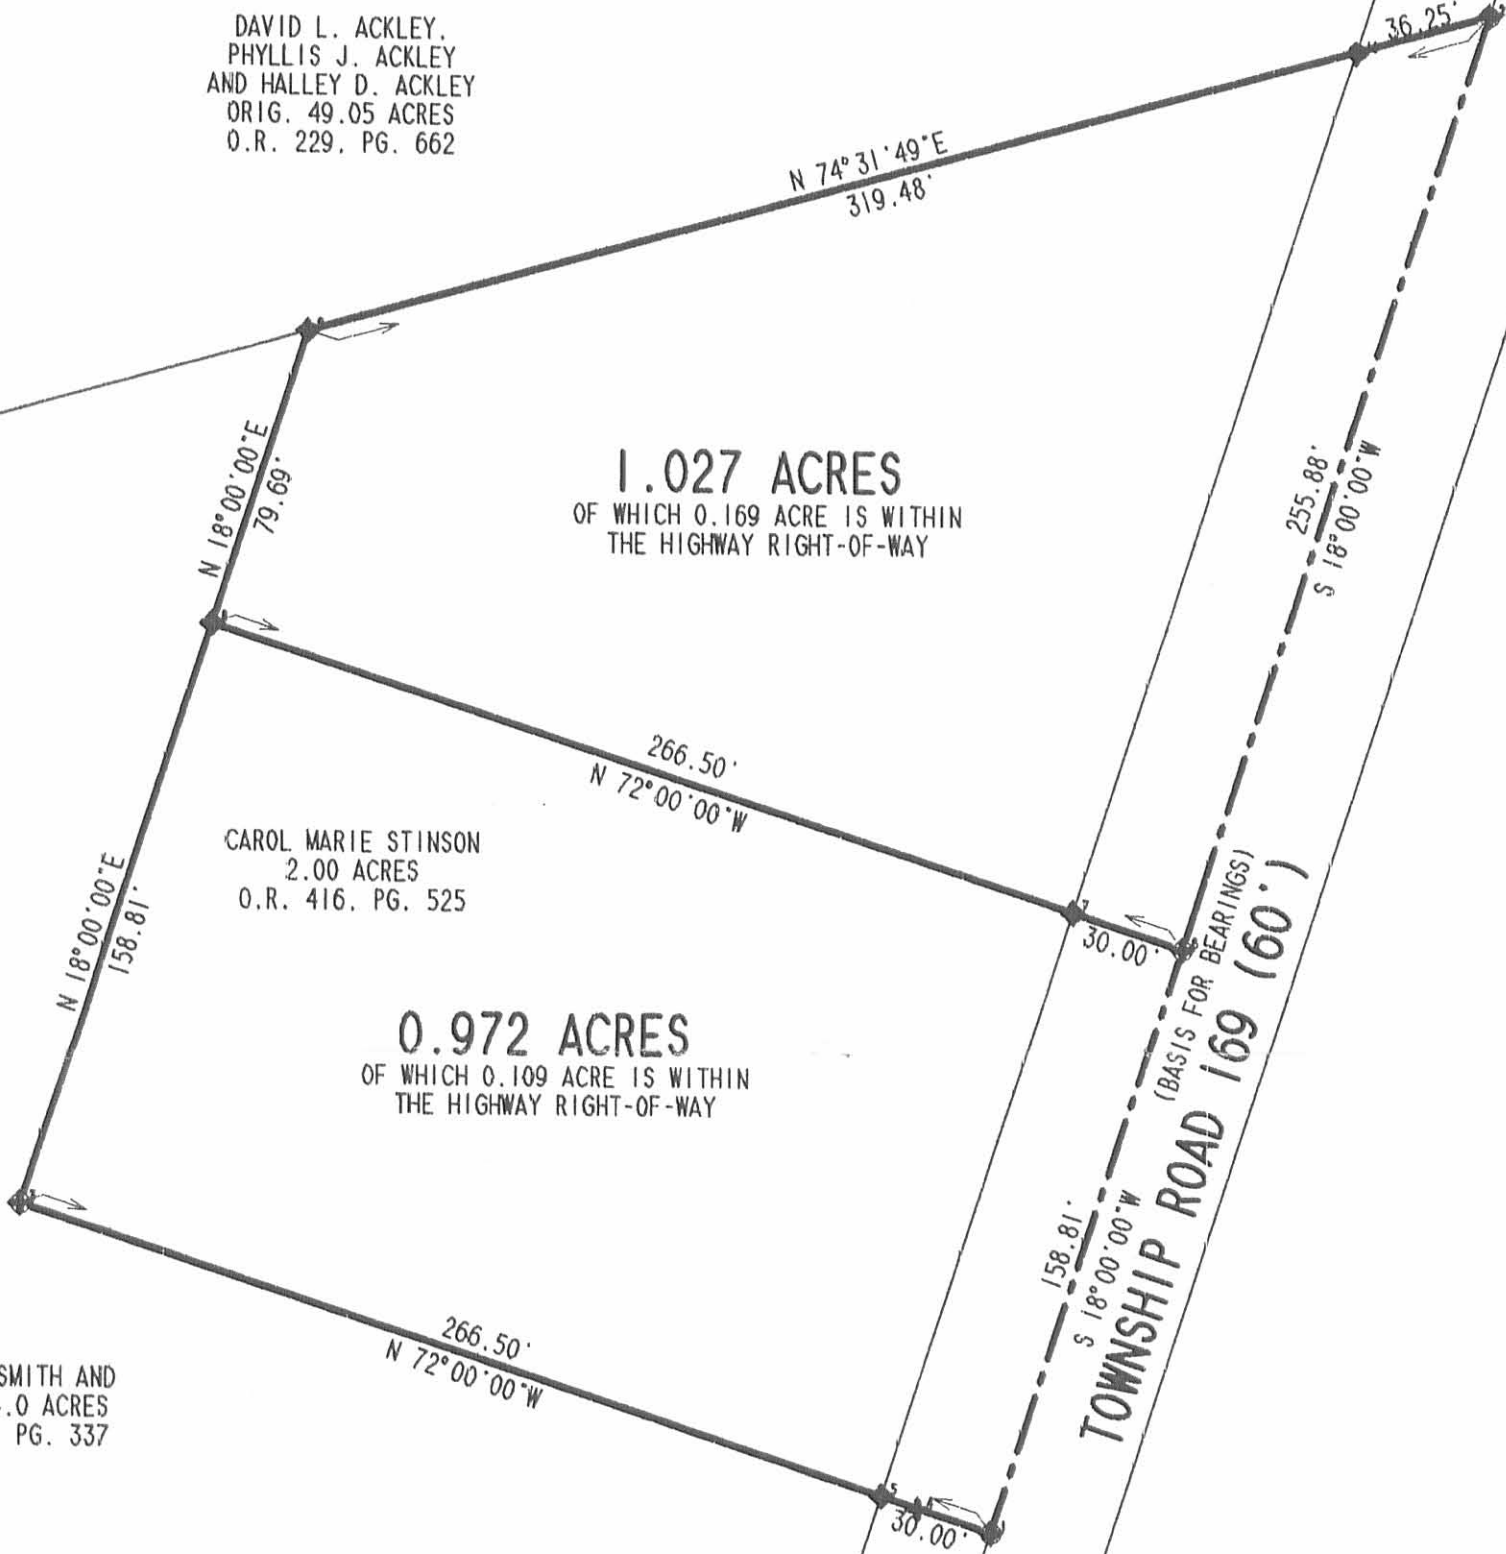 DAVID L. ACKLEY.
PHYLLIS J. ACKLEY
AND HALLEY D. ACKLEY
ORIG. 49.05 ACRES
O.R. 229. PG. 662
36.25'
N 74°31'49"E
319.48'
N 18°00'00"E
79.69'
1.027 ACRES
OF WHICH 0.169 ACRE IS WITHIN
THE HIGHWAY RIGHT-OF-WAY
255.88'
S 18°00'00"W
266.50'
N 72°00'00"W
30.00'
CAROL MARIE STINSON
2.00 ACRES
O.R. 416. PG. 525
N 18°00'00"E
158.81'
0.972 ACRES
OF WHICH 0.109 ACRE IS WITHIN
THE HIGHWAY RIGHT-OF-WAY
(BASIS FOR BEARINGS)
TOWNSHIP ROAD 169 (60')
158.81'
S 18°00'00"W
266.50'
N 72°00'00"W
30.00'
SMITH AND
.0 ACRES
PG. 337